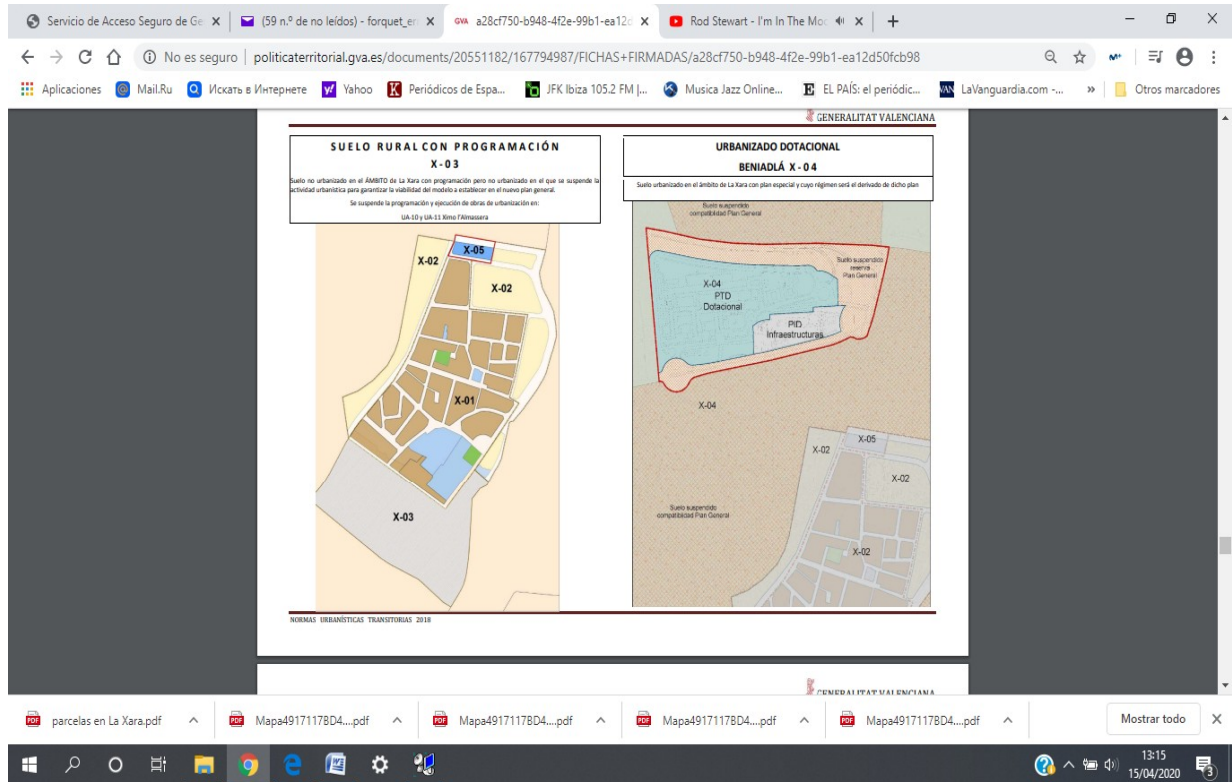 Servicio de Acceso Seguro de Ge
(59 n.º de no leídos) - forquet_er
GVA a28cf750-b948-4f2e-99b1-ea12d
Rod Stewart - I'm In The Moo
No es seguro | politicaterritorial.gva.es/documents/20551182/167794987/FICHAS+FIRMADAS/a28cf750-b948-4f2e-99b1-ea12d50fcb98
Aplicaciones
Mail.Ru
Искать в Интернете
Yahoo
Periódicos de Espa...
JFK Ibiza 105.2 FM |...
Musica Jazz Online...
EL PAÍS: el periódic...
LaVanguardia.com -...
»
Otros marcadores
GENERALITAT VALENCIANA
SUELO RURAL CON PROGRAMACIÓN
X-03
Suelo no urbanizado en el ÁMBITO de La Xara con programación pero no urbanizado en el que se suspende la
actividad urbanística para garantizar la viabilidad del modelo a establecer en el nuevo plan general.
Se suspende la programación y ejecución de obras de urbanización en:
UA-10 y UA-11 Ximo l'Almassera
X-05
X-02
X-02
X-01
X-03
URBANIZADO DOTACIONAL
BENIADLÁ X-04
Suelo urbanizado en el ámbito de La Xara con plan especial y cuyo régimen será el derivado de dicho plan
Suelo suspendido
compatibilidad Plan General
Suelo suspendido
reserva
Plan General
X-04
PTD
Dotacional
PID
Infraestructuras
X-04
X-05
X-02
X-02
Suelo suspendido
compatibilidad Plan General
X-02
NORMAS URBANÍSTICAS TRANSITORIAS 2018
GENERALITAT VALENCIANA
parcelas en La Xara.pdf
Mapa4917117BD4....pdf
Mapa4917117BD4....pdf
Mapa4917117BD4....pdf
Mapa4917117BD4....pdf
Mostrar todo
13:15
15/04/2020